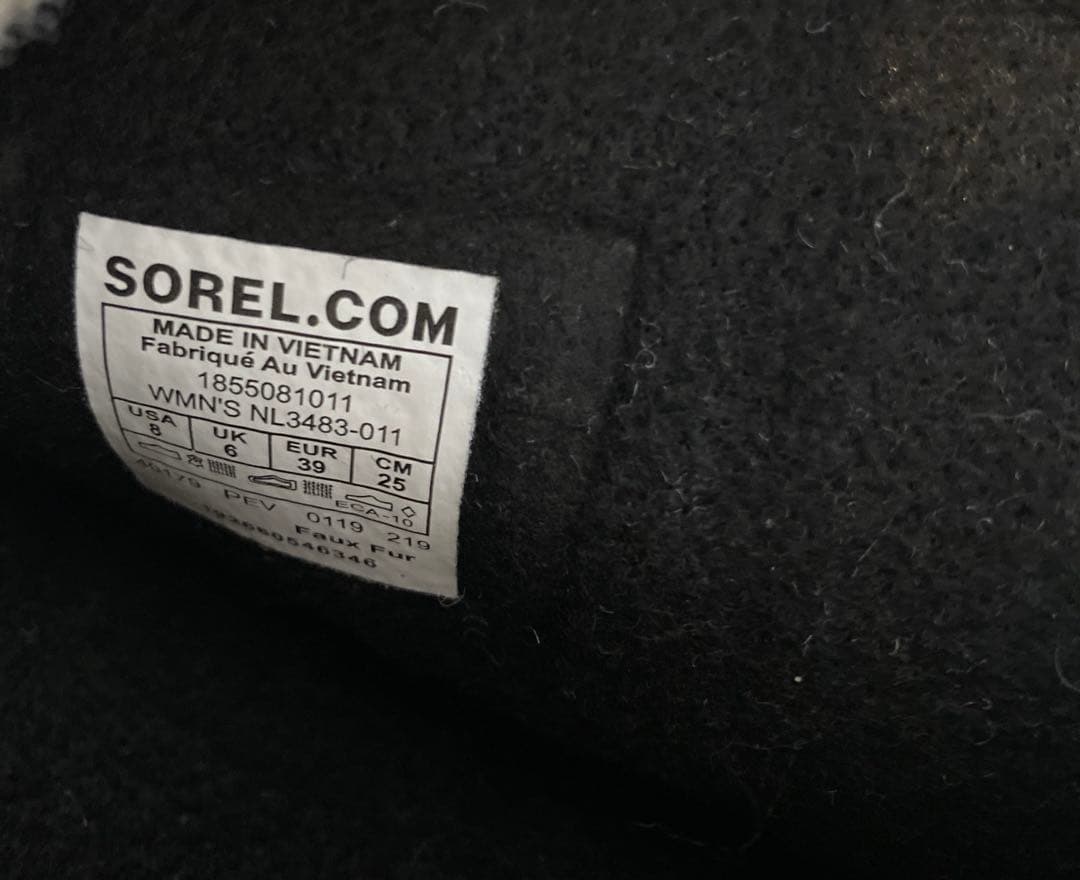 SOREL.COM
MADE IN VIETNAM
Fabriqué Au Vietnam
1855081011
WMN'S NL3483-011
USA UK EUR CM
8 6 39 25
ECA-10
PEV 0119 219
Faux Fur